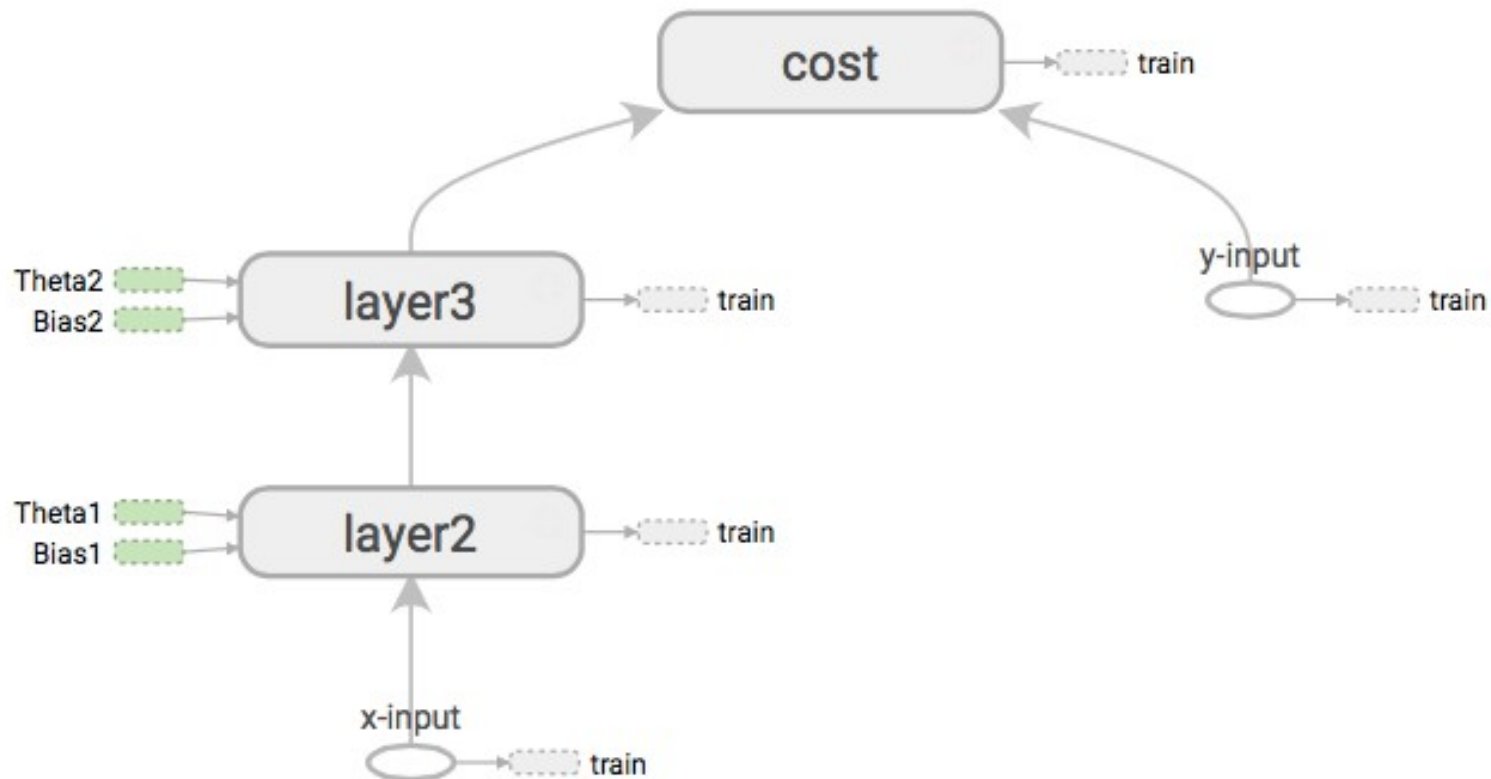 cost
train
Theta2
Bias2
layer3
train
y-input
train
Theta1
Bias1
layer2
train
x-input
train